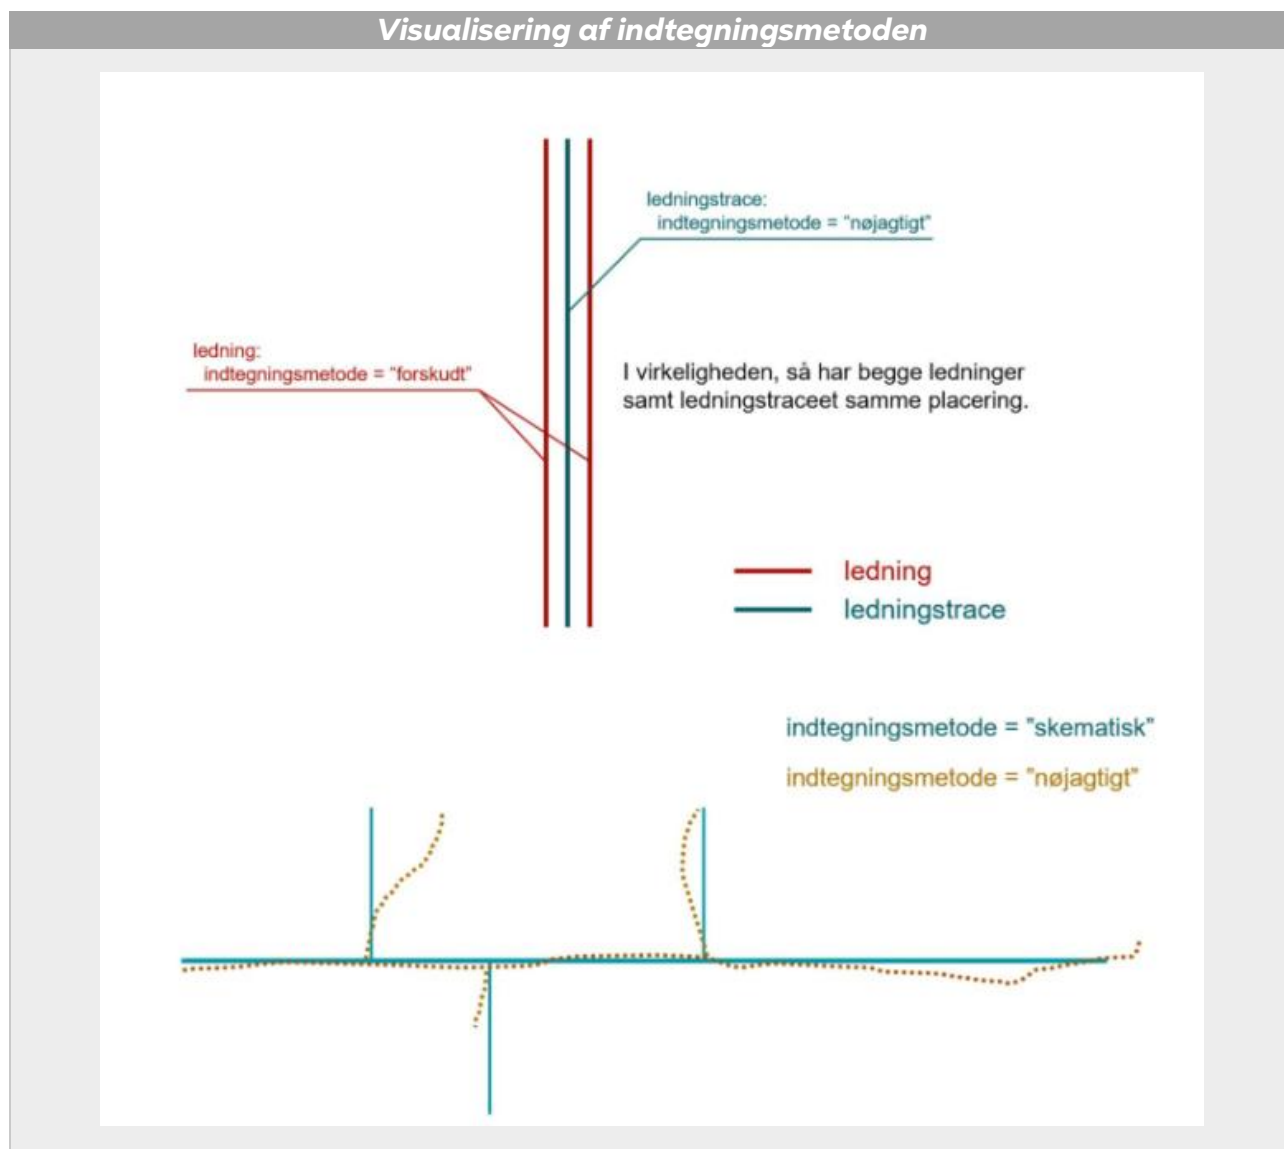 Visualisering af indtegningsmetoden
ledningstrace:
indtegningsmetode = "nøjagtigt"
ledning:
indtegningsmetode = "forskudt"
I virkeligheden, så har begge ledninger
samt ledningstraceet samme placering.
ledning
ledningstrace
indtegningsmetode = "skematisk"
indtegningsmetode = "nøjagtigt"